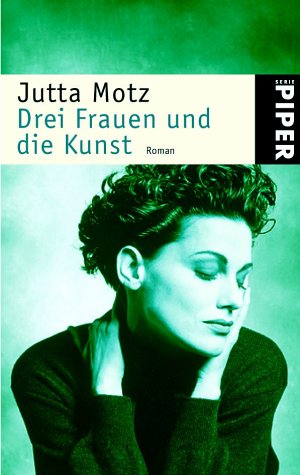 Jutta Motz
Drei Frauen und
die Kunst
Roman
SERIE
PIPER